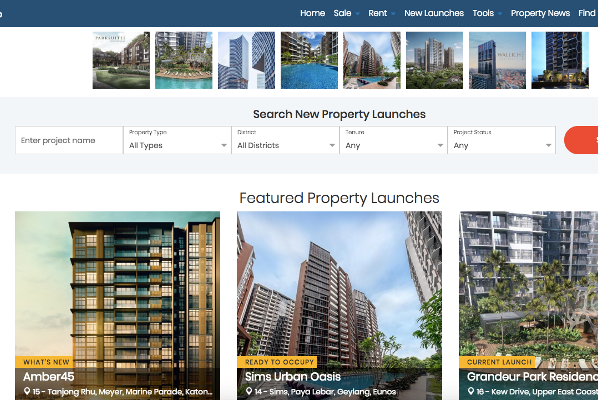 Home Sale Rent New Launches Tools Property News Find
PARK
Search New Property Launches
Enter project name
Property Type
All Types
District
All Districts
Tenure
Any
Project Status
Any
Featured Property Launches
WHAT'S NEW
Amber45
15 - Tanjong Rhu, Meyer, Marine Parade, Katon...
READY TO OCCUPY
Sims Urban Oasis
14 - Sims, Paya Lebar, Geylang, Eunos
CURRENT LAUNCH
Grandeur Park Residenc
16 - Kew Drive, Upper East Coast